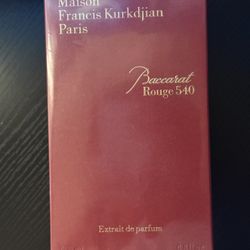 Maison
Francis Kurkdjian
Paris
Baccarat
Rouge 540
Extrait de parfum